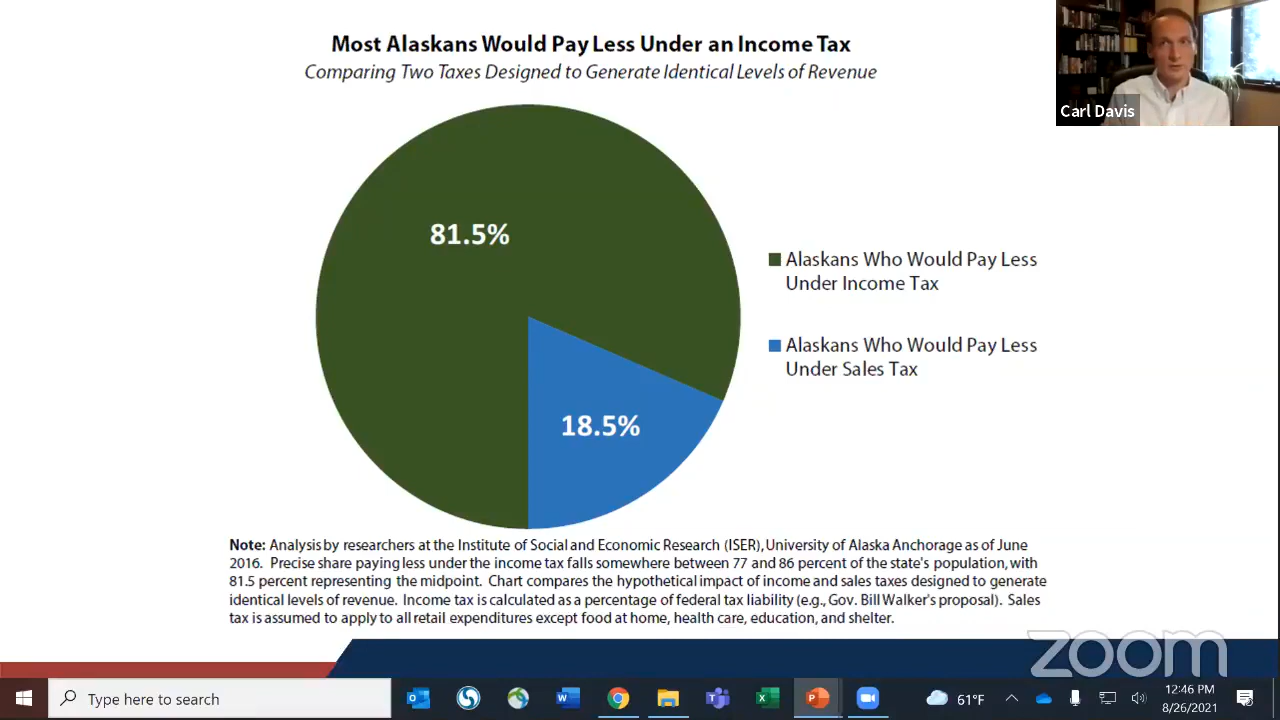 Most Alaskans Would Pay Less Under an Income Tax
Comparing Two Taxes Designed to Generate Identical Levels of Revenue
Carl Davis
81.5%
Alaskans Who Would Pay Less
Under Income Tax
Alaskans Who Would Pay Less
Under Sales Tax
18.5%
Note: Analysis by researchers at the Institute of Social and Economic Research (ISER), University of Alaska Anchorage as of June
2016. Precise share paying less under the income tax falls somewhere between 77 and 86 percent of the state's population, with
81.5 percent representing the midpoint. Chart compares the hypothetical impact of income and sales taxes designed to generate
identical levels of revenue. Income tax is calculated as a percentage of federal tax liability (e.g., Gov. Bill Walker's proposal). Sales
tax is assumed to apply to all retail expenditures except food at home, health care, education, and shelter.
zoom
Type here to search
61°F
12:46 PM
8/26/2021